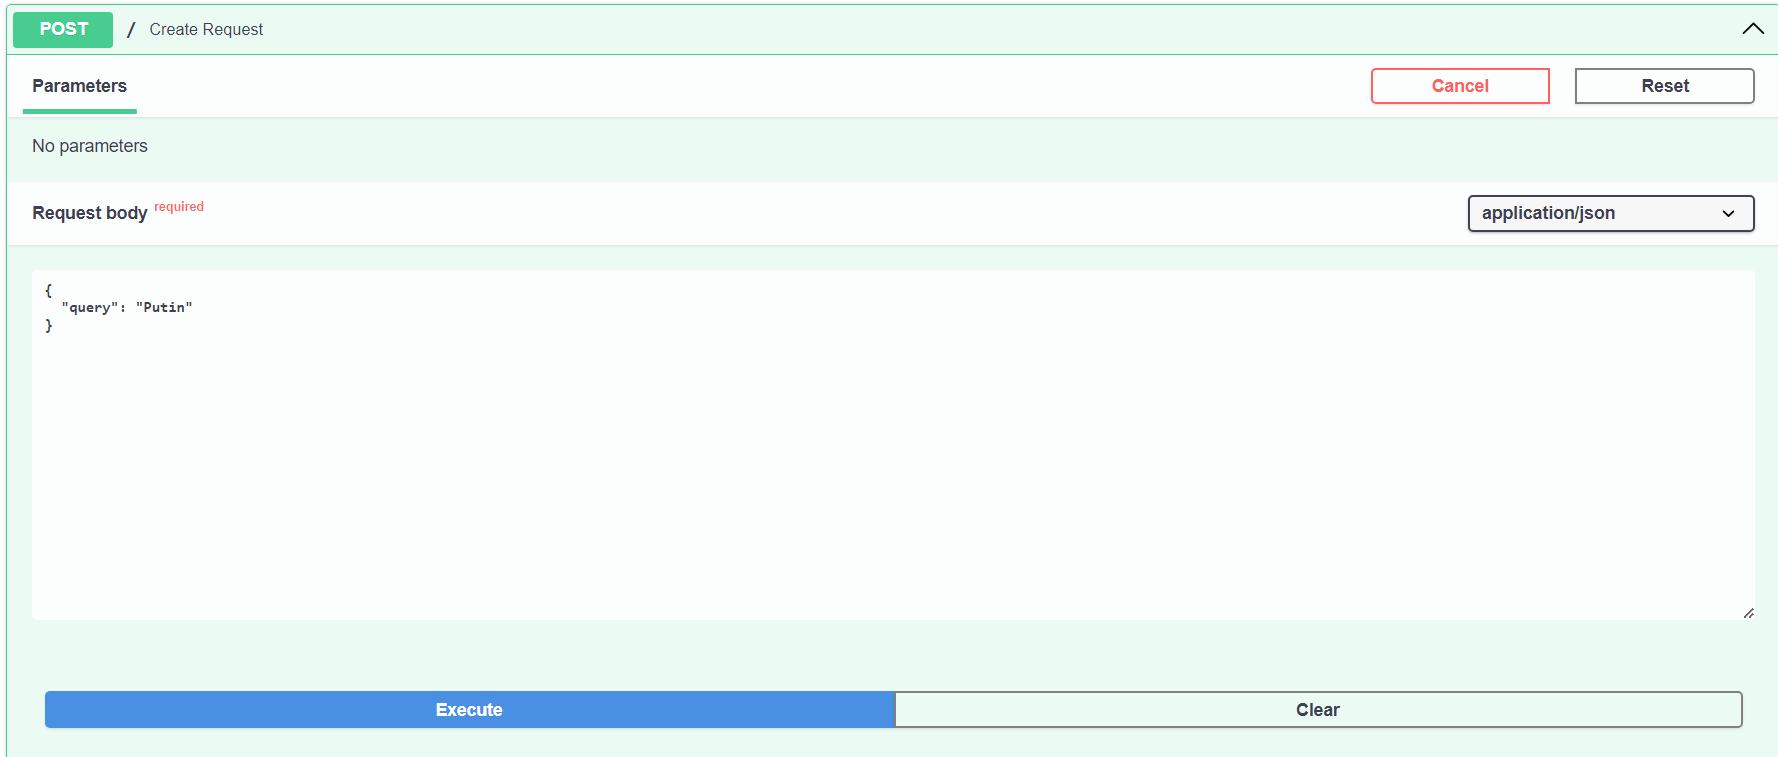 POST / Create Request
Parameters
Cancel
Reset
No parameters
Request body required
application/json
{
  "query": "Putin"
}
Execute
Clear